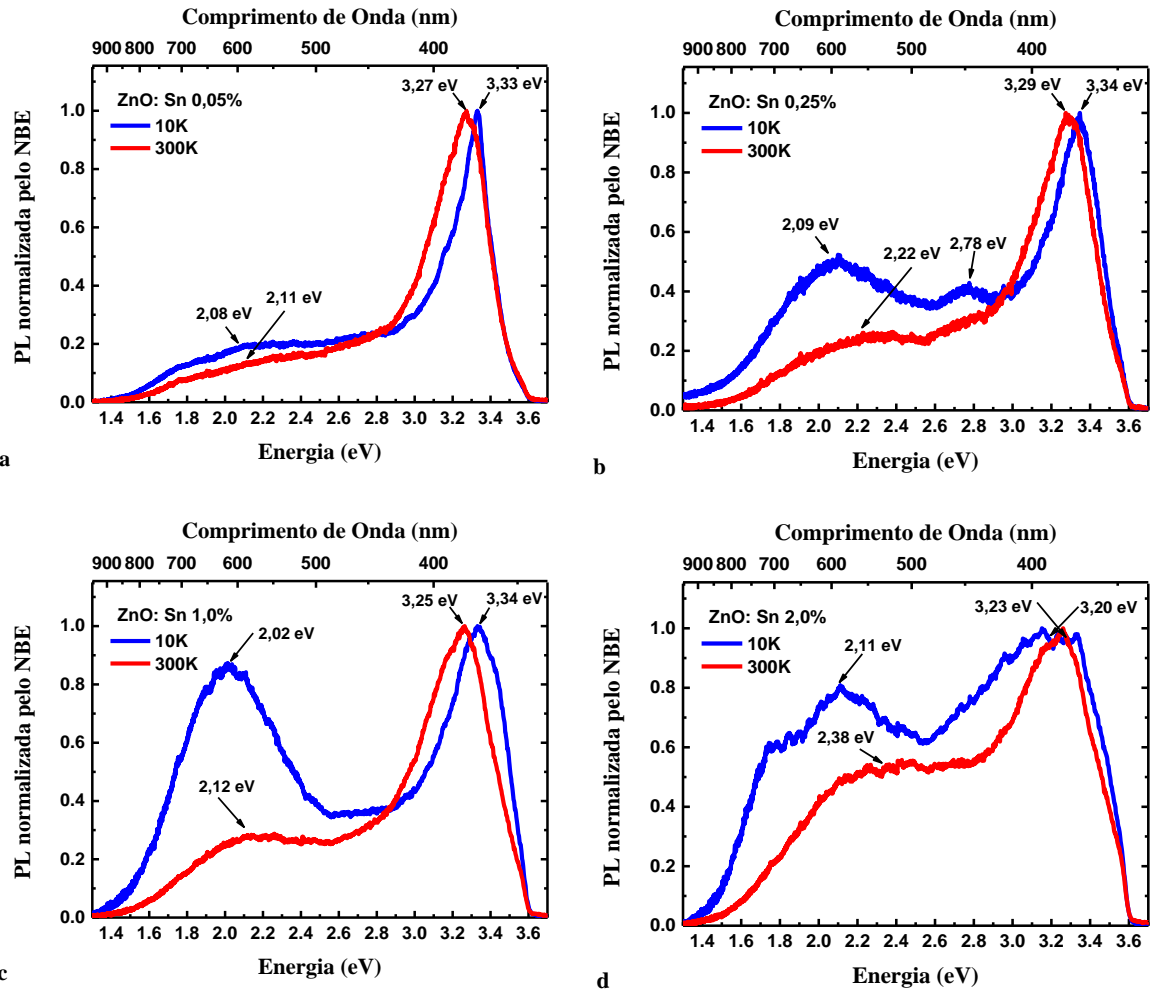 Comprimento de Onda (nm)
900 800 700 600 500 400
3,27 eV 3,33 eV
ZnO: Sn 0,05%
10K
300K
2,08 eV
2,11 eV
PL normalizada pelo NBE
1.0
0.8
0.6
0.4
0.2
0.0
1.4 1.6 1.8 2.0 2.2 2.4 2.6 2.8 3.0 3.2 3.4 3.6
Energia (eV)
a
Comprimento de Onda (nm)
900 800 700 600 500 400
3,29 eV 3,34 eV
ZnO: Sn 0,25%
10K
300K
2,09 eV
2,22 eV
2,78 eV
PL normalizada pelo NBE
1.0
0.8
0.6
0.4
0.2
0.0
1.4 1.6 1.8 2.0 2.2 2.4 2.6 2.8 3.0 3.2 3.4 3.6
Energia (eV)
b
Comprimento de Onda (nm)
900 800 700 600 500 400
3,25 eV 3,34 eV
ZnO: Sn 1,0%
10K
300K
2,02 eV
2,12 eV
PL normalizada pelo NBE
1.0
0.8
0.6
0.4
0.2
0.0
1.4 1.6 1.8 2.0 2.2 2.4 2.6 2.8 3.0 3.2 3.4 3.6
Energia (eV)
c
Comprimento de Onda (nm)
900 800 700 600 500 400
3,23 eV 3,20 eV
ZnO: Sn 2,0%
10K
300K
2,11 eV
2,38 eV
PL normalizada pelo NBE
1.0
0.8
0.6
0.4
0.2
0.0
1.4 1.6 1.8 2.0 2.2 2.4 2.6 2.8 3.0 3.2 3.4 3.6
Energia (eV)
d